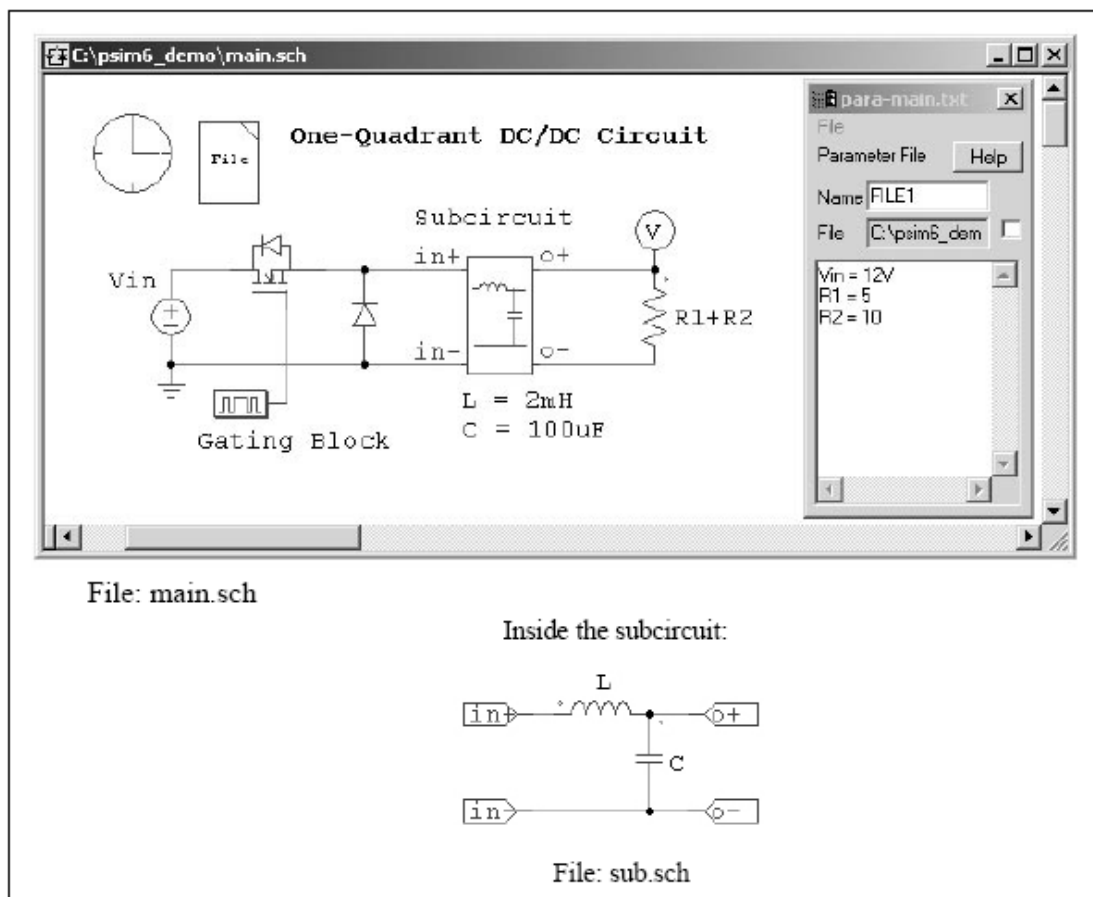 C:\psim6_demo\main.sch
One-Quadrant DC/DC Circuit
File
Subcircuit
in+
o+
V
Vin
R1+R2
in-
o-
L = 2mH
C = 100uF
Gating Block
para-main.txt
File
Parameter File
Help
Name FILE1
File C:\psim6_dem
Vin = 12V
R1 = 5
R2 = 10
File: main.sch
Inside the subcircuit:
L
in+
o+
C
in-
o-
File: sub.sch